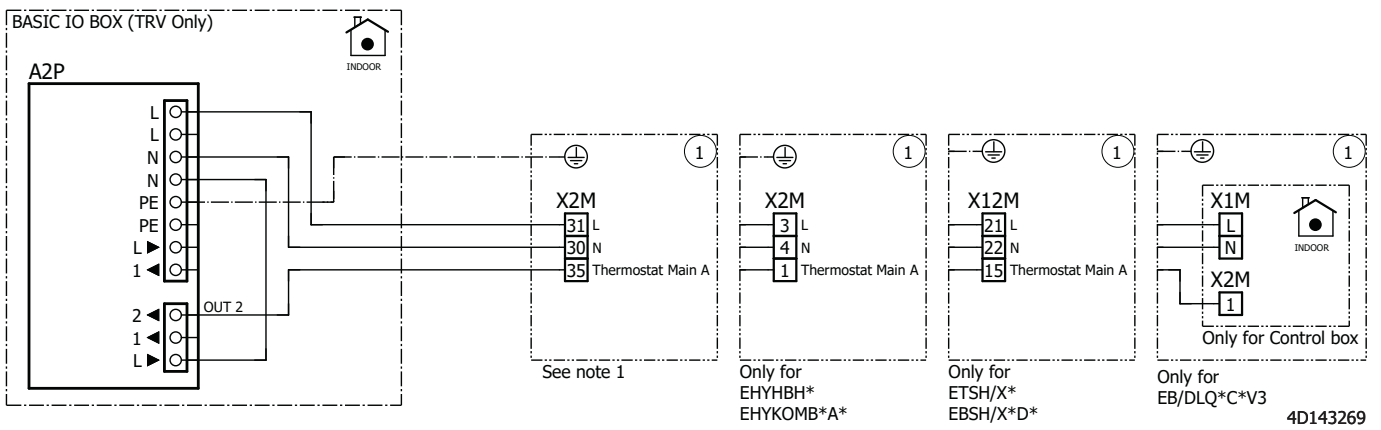 BASIC IO BOX (TRV Only)
INDOOR
A2P
L
L
N
N
PE
PE
L ▶
1 ◀
2 ◀
1 ◀
L ▶
OUT 2
1
X2M
31 L
30 N
35 Thermostat Main A
See note 1
1
X2M
3 L
4 N
1 Thermostat Main A
Only for
EHYHBH*
EHYKOMB*A*
1
X12M
21 L
22 N
15 Thermostat Main A
Only for
ETSH/X*
EBSH/X*D*
1
X1M
L
N
INDOOR
X2M
1
Only for Control box
Only for
EB/DLQ*C*V3
4D143269